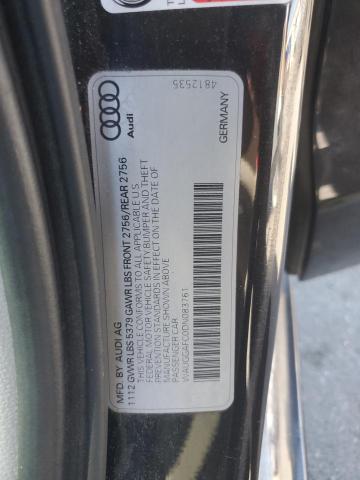 4812535
Audi
GERMANY
MFD. BY AUDI AG
1112 GVWR LBS 5379 GAWR LBS FRONT 2756/REAR 2756
THIS VEHICLE CONFORMS TO ALL APPLICABLE U.S.
FEDERAL MOTOR VEHICLE SAFETY BUMPER AND THEFT
PREVENTION STANDARDS IN EFFECT ON THE DATE
MANUFACTURE SHOWN ABOVE
PASSENGER CAR
WAUGGAFC0DN083761